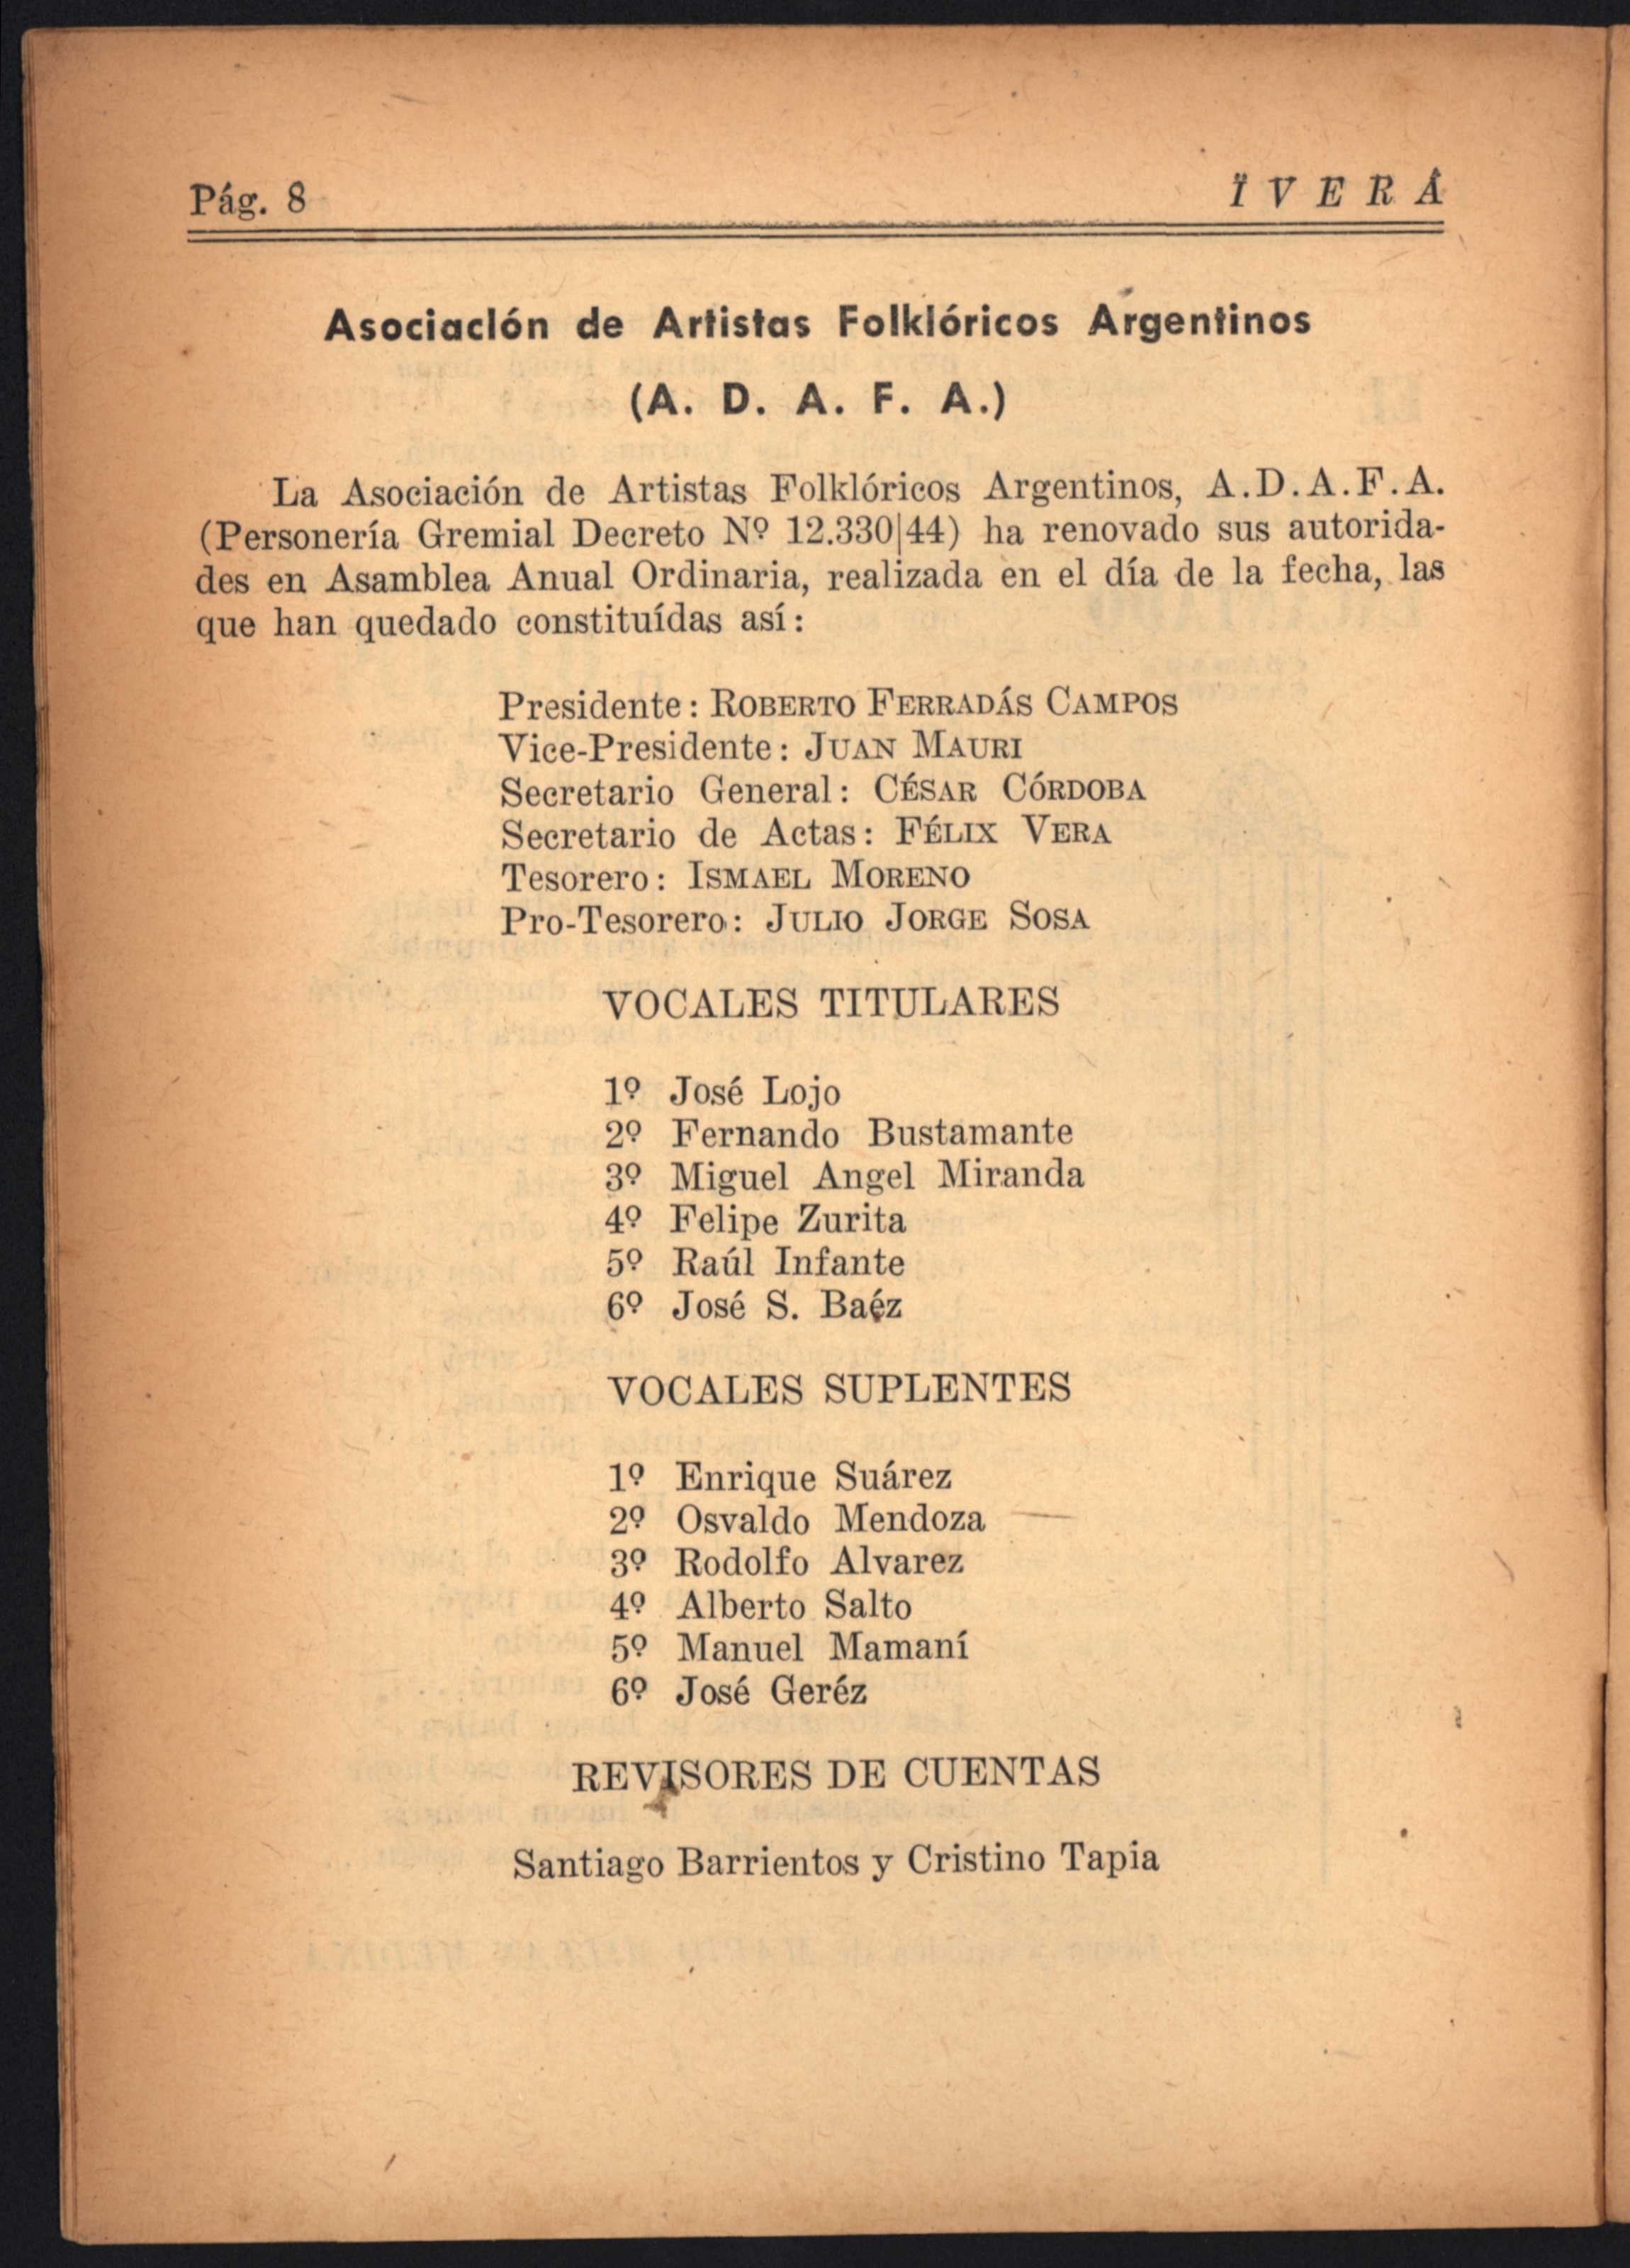 Pág. 8
Ï V E R Á
Asociación de Artistas Folklóricos Argentinos
(A. D. A. F. A.)
La Asociación de Artistas Folklóricos Argentinos, A.D.A.F.A.
(Personería Gremial Decreto Nº 12.330|44) ha renovado sus autorida-
des en Asamblea Anual Ordinaria, realizada en el día de la fecha, las
que han quedado constituídas así:
Presidente: ROBERTO FERRADÁS CAMPOS
Vice-Presidente: JUAN MAURI
Secretario General: CÉSAR CÓRDOBA
Secretario de Actas: FÉLIX VERA
Tesorero: ISMAEL MORENO
Pro-Tesorero: JULIO JORGE SOSA
VOCALES TITULARES
1º José Lojo
2º Fernando Bustamante
3º Miguel Angel Miranda
4º Felipe Zurita
5º Raúl Infante
6º José S. Baéz
VOCALES SUPLENTES
1º Enrique Suárez
2º Osvaldo Mendoza
3º Rodolfo Alvarez
4º Alberto Salto
5º Manuel Mamaní
6º José Geréz
REVISORES DE CUENTAS
Santiago Barrientos y Cristino Tapia